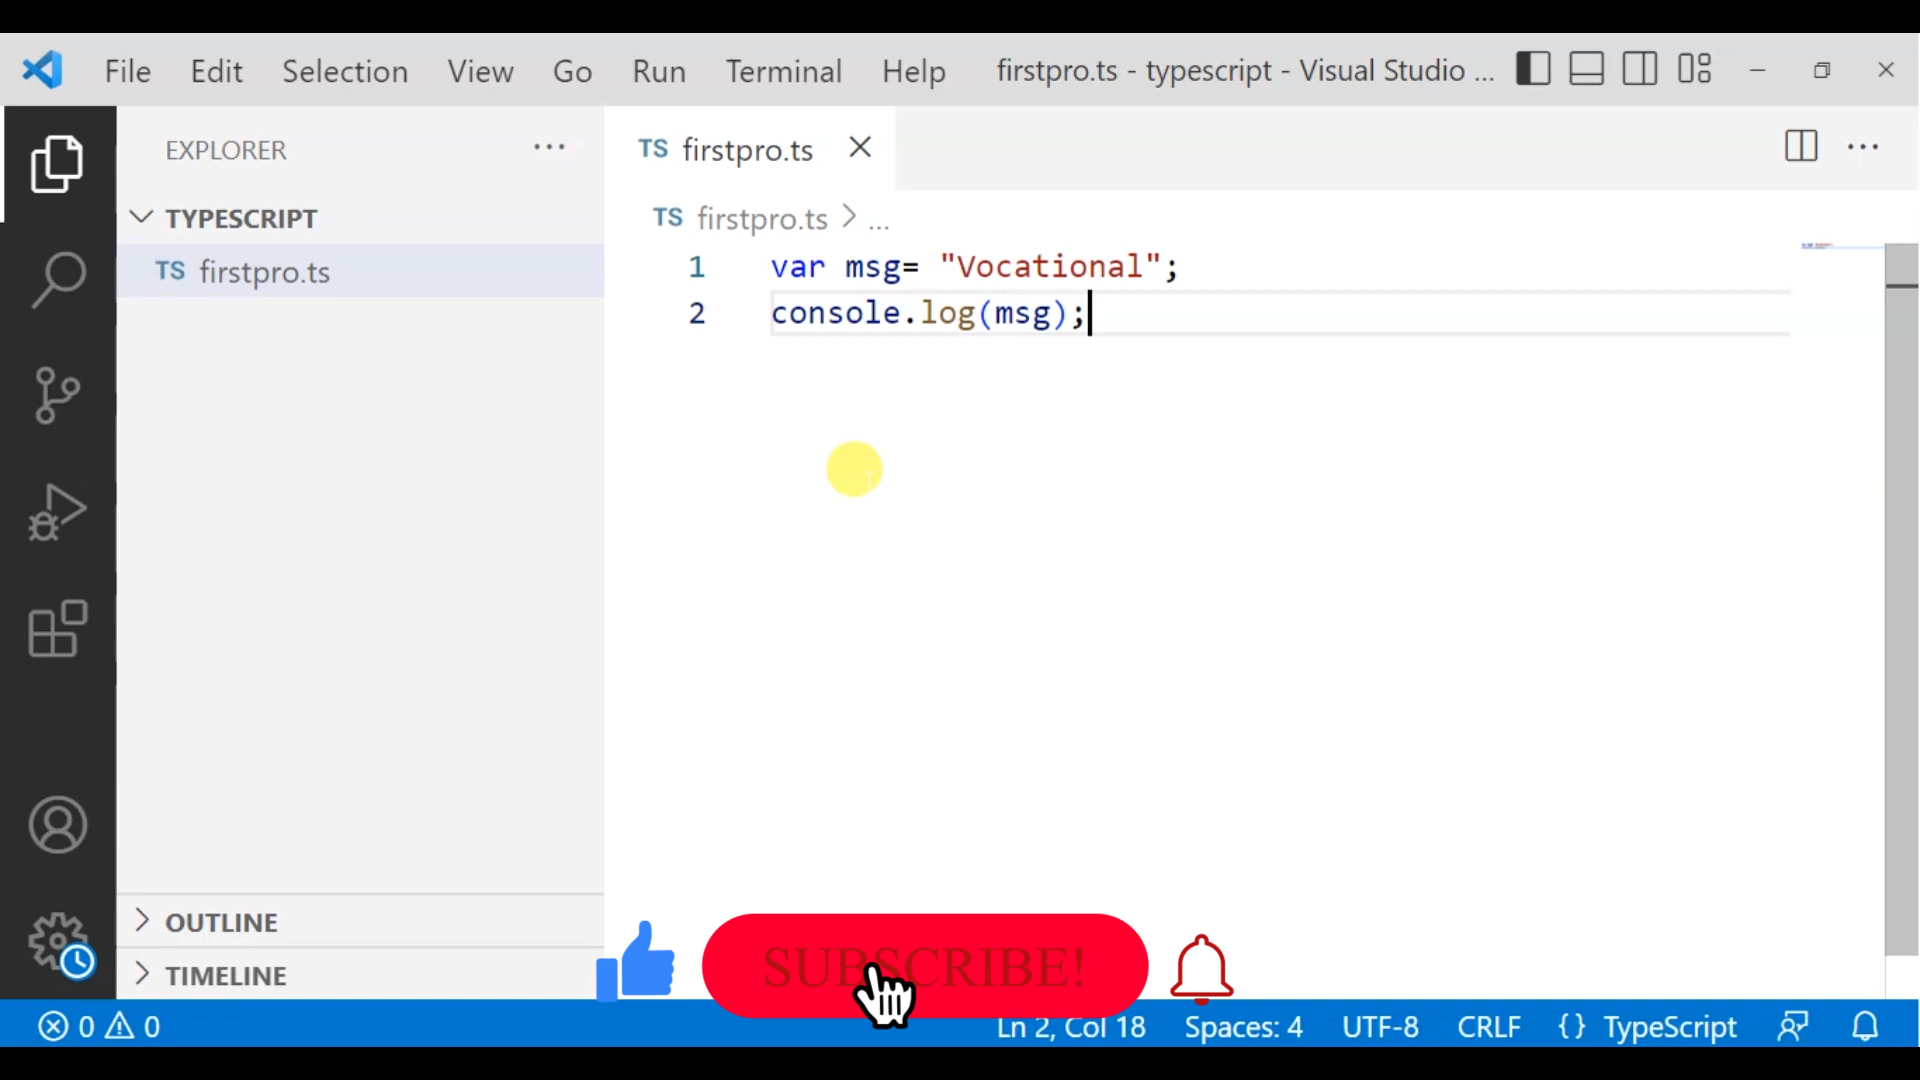 File Edit Selection View Go Run Terminal Help firstpro.ts - typescript - Visual Studio ...
EXPLORER ...
TYPESCRIPT
TS firstpro.ts
OUTLINE
TIMELINE
TS firstpro.ts
TS firstpro.ts > ...
1 var msg= "Vocational";
2 console.log(msg);
SUBSCRIBE!
0 0 Ln 2, Col 18 Spaces: 4 UTF-8 CRLF {} TypeScript